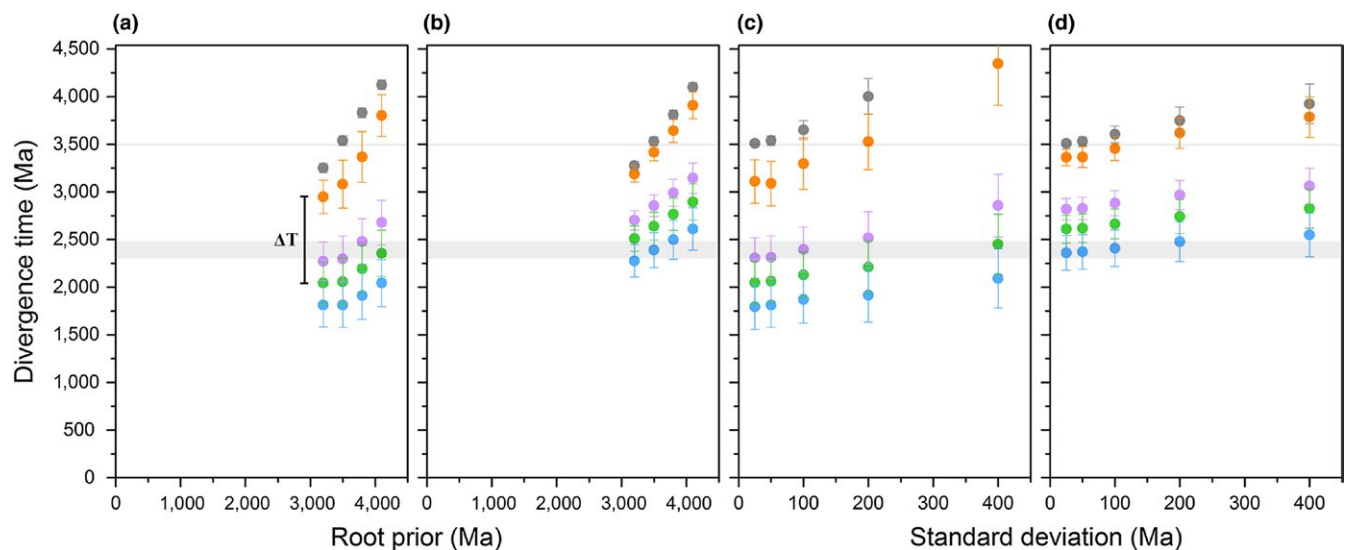 (a) (b) (c) (d)
Divergence time (Ma)
4,500
4,000
3,500
3,000
2,500
2,000
1,500
1,000
500
0
ΔT
0 1,000 2,000 3,000 4,000 0 1,000 2,000 3,000 4,000 0 100 200 300 400 0 100 200 300 400
Root prior (Ma) Standard deviation (Ma)